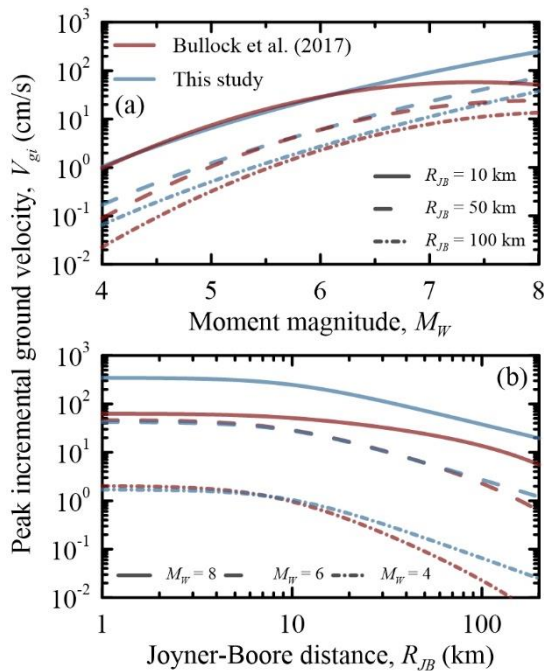 Peak incremental ground velocity, V_gi (cm/s)
10³
10²
10¹
10⁰
10⁻¹
10⁻²
Bullock et al. (2017)
This study
(a)
R_JB = 10 km
R_JB = 50 km
R_JB = 100 km
4 5 6 7 8
Moment magnitude, M_W
10³
10²
10¹
10⁰
10⁻¹
10⁻²
(b)
M_W = 8 M_W = 6 M_W = 4
1 10 100
Joyner-Boore distance, R_JB (km)